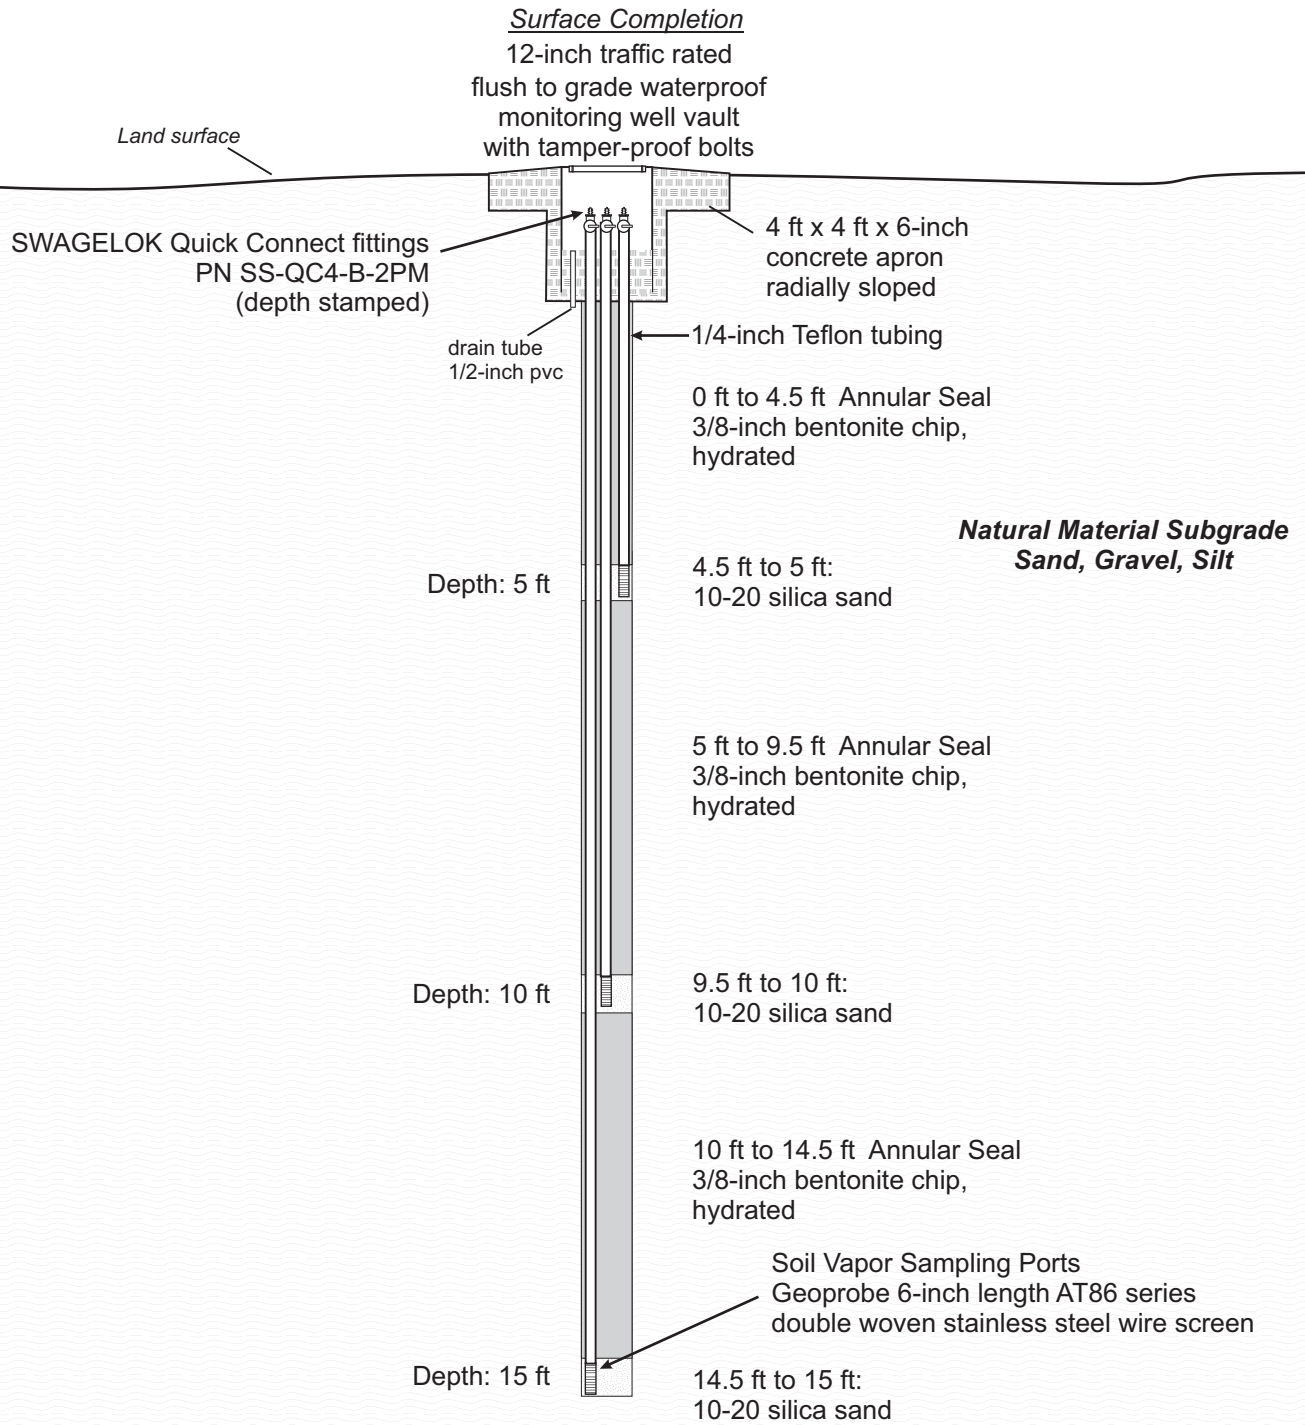 Surface Completion
12-inch traffic rated
flush to grade waterproof
monitoring well vault
with tamper-proof bolts
Land surface
SWAGELOK Quick Connect fittings
PN SS-QC4-B-2PM
(depth stamped)
4 ft x 4 ft x 6-inch
concrete apron
radially sloped
drain tube
1/2-inch pvc
1/4-inch Teflon tubing
0 ft to 4.5 ft  Annular Seal
3/8-inch bentonite chip,
hydrated
Natural Material Subgrade
Sand, Gravel, Silt
Depth: 5 ft
4.5 ft to 5 ft:
10-20 silica sand
5 ft to 9.5 ft  Annular Seal
3/8-inch bentonite chip,
hydrated
Depth: 10 ft
9.5 ft to 10 ft:
10-20 silica sand
10 ft to 14.5 ft  Annular Seal
3/8-inch bentonite chip,
hydrated
Soil Vapor Sampling Ports
Geoprobe 6-inch length AT86 series
double woven stainless steel wire screen
Depth: 15 ft
14.5 ft to 15 ft:
10-20 silica sand